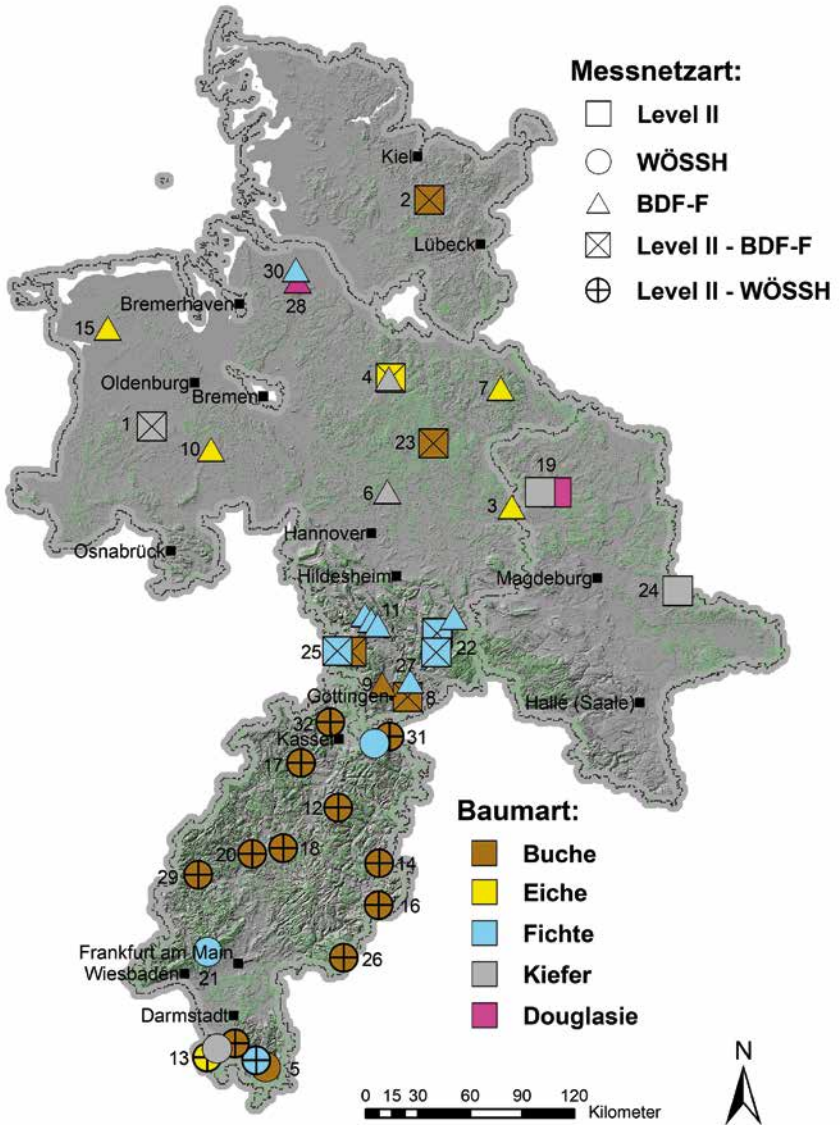 Messnetzart:
Level II
WÖSSH
BDF-F
Level II - BDF-F
Level II - WÖSSH
Kiel
2
Lübeck
30
28
Bremerhaven
15
Oldenburg
Bremen
4
7
1
10
23
6
19
3
Hannover
Osnabrück
Hildesheim
Magdeburg
24
11
25
22
27
9
Göttingen
8
Halle (Saale)
32
Kassel
31
17
12
20
18
14
29
16
Frankfurt am Main
Wiesbaden
21
26
Darmstadt
13
5
Baumart:
Buche
Eiche
Fichte
Kiefer
Douglasie
N
0 15 30 60 90 120
Kilometer